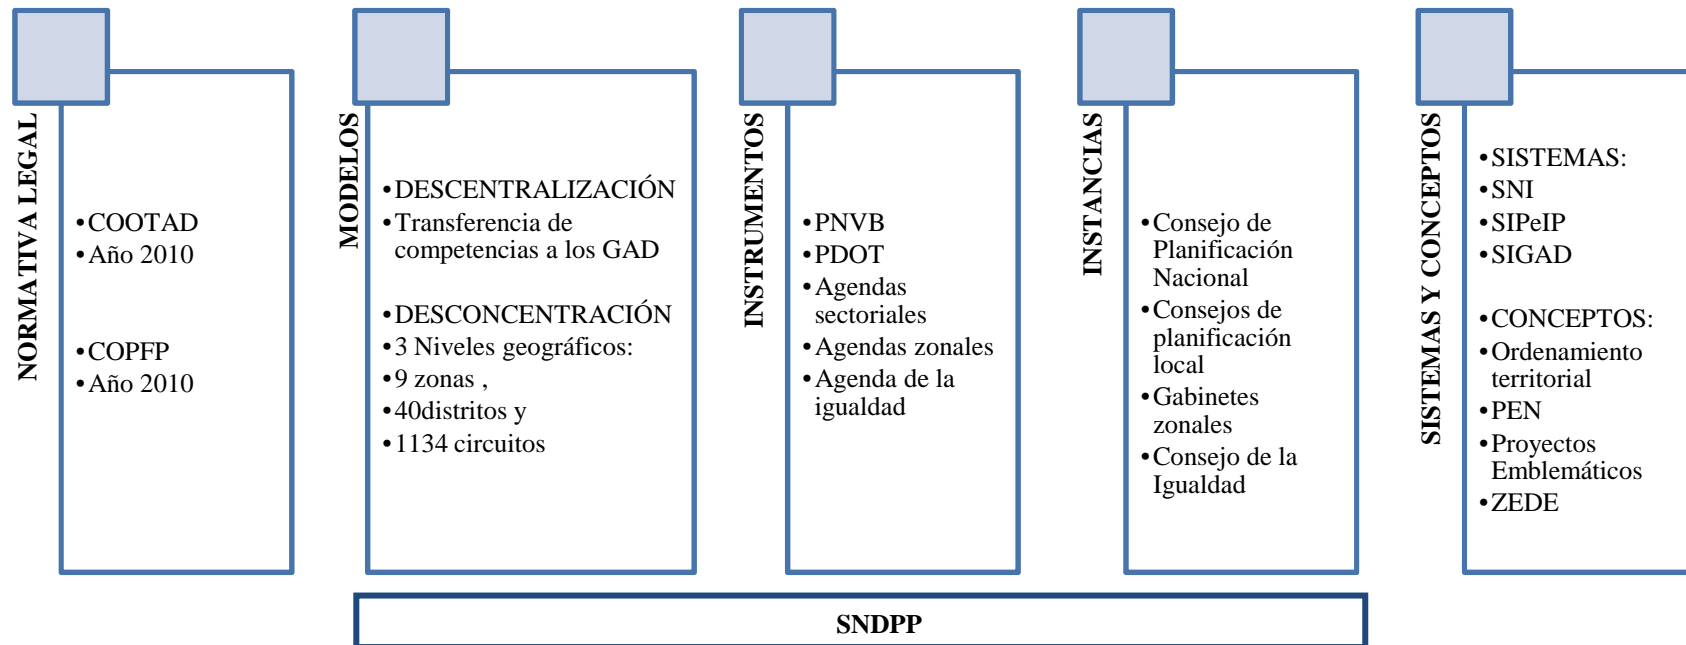 NORMATIVA LEGAL
•COOTAD
•Año 2010
•COPFP
•Año 2010
MODELOS
•DESCENTRALIZACIÓN
•Transferencia de
competencias a los GAD
•DESCONCENTRACIÓN
•3 Niveles geográficos:
•9 zonas ,
•40distritos y
•1134 circuitos
INSTRUMENTOS
•PNVB
•PDOT
•Agendas
sectoriales
•Agendas zonales
•Agenda de la
igualdad
INSTANCIAS
•Consejo de
Planificación
Nacional
•Consejos de
planificación
local
•Gabinetes
zonales
•Consejo de la
Igualdad
SISTEMAS Y CONCEPTOS
•SISTEMAS:
•SNI
•SIPeIP
•SIGAD
•CONCEPTOS:
•Ordenamiento
territorial
•PEN
•Proyectos
Emblemáticos
•ZEDE
SNDPP